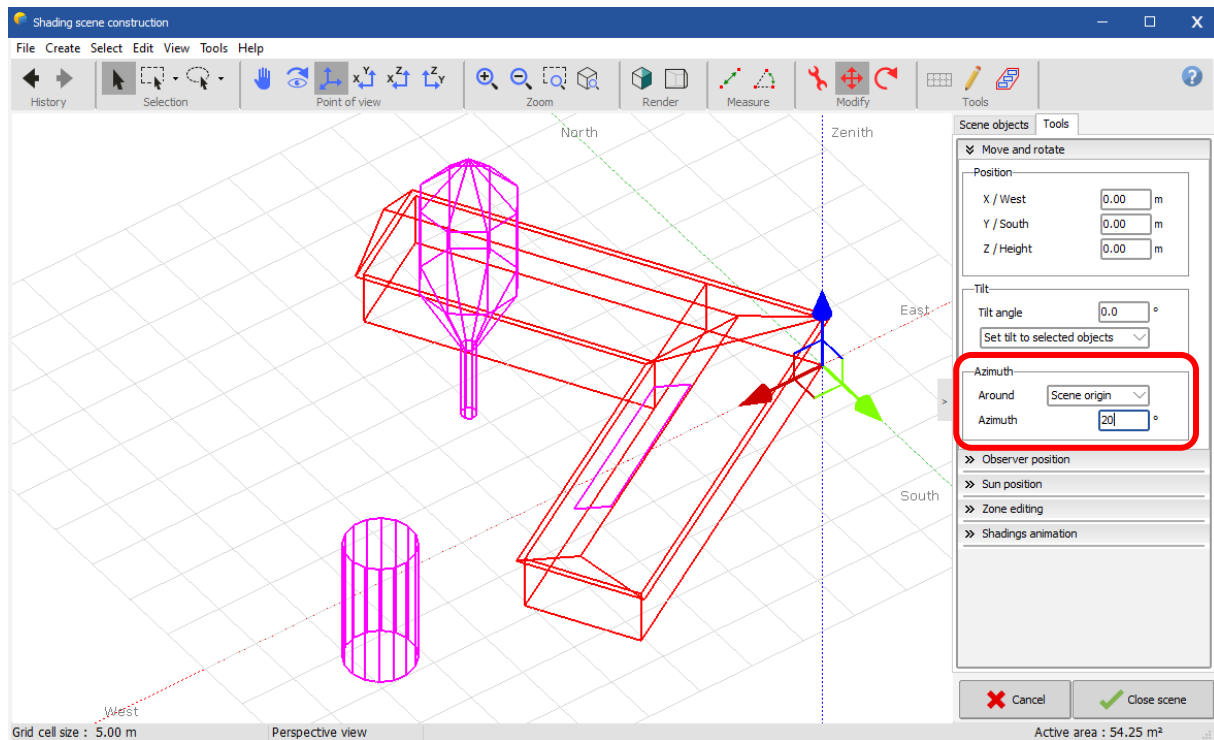 Shading scene construction
File Create Select Edit View Tools Help
History Selection Point of view Zoom Render Measure Modify Tools
North
Zenith
East
South
West
Scene objects Tools
Move and rotate
Position
X / West 0.00 m
Y / South 0.00 m
Z / Height 0.00 m
Tilt
Tilt angle 0.0 °
Set tilt to selected objects
Azimuth
Around Scene origin
Azimuth 20 °
Observer position
Sun position
Zone editing
Shadings animation
Cancel Close scene
Grid cell size : 5.00 m Perspective view Active area : 54.25 m²